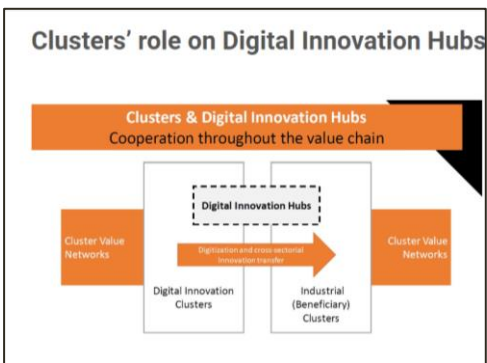 Clusters' role on Digital Innovation Hubs
Clusters & Digital Innovation Hubs
Cooperation throughout the value chain
Digital Innovation Hubs
Cluster Value
Networks
Digitization and cross-sectorial
innovation transfer
Cluster Value
Networks
Digital Innovation
Clusters
Industrial
(Beneficiary)
Clusters